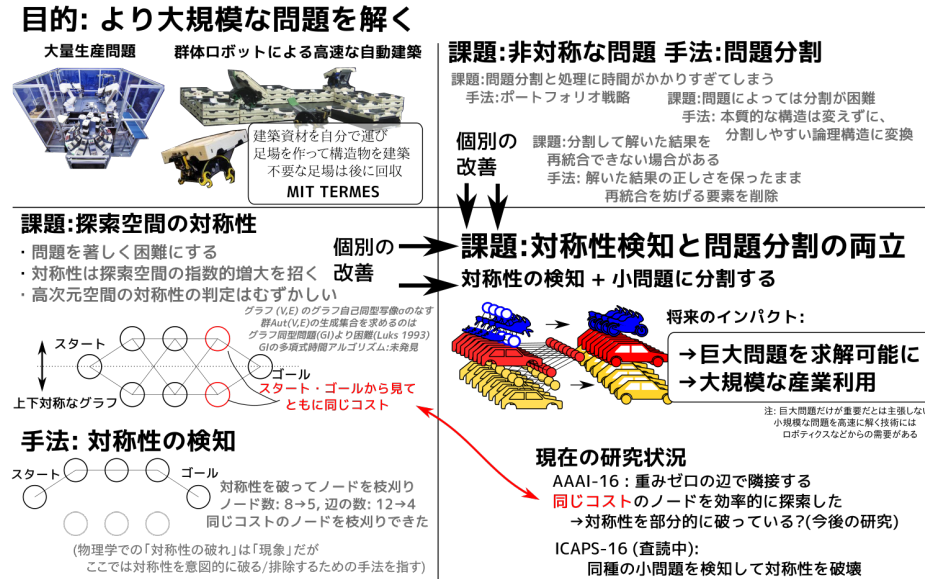 目的: より大規模な問題を解く
大量生産問題
群体ロボットによる高速な自動建築
建築資材を自分で運び
足場を作って構造物を建築
不要な足場は後に回収
MIT TERMES
課題:非対称な問題 手法:問題分割
課題:問題分割と処理に時間がかかりすぎてしまう
手法:ポートフォリオ戦略
課題:問題によっては分割が困難
手法: 本質的な構造は変えずに、
分割しやすい論理構造に変換
個別の
改善
課題:分割して解いた結果を
再統合できない場合がある
手法: 解いた結果の正しさを保ったまま
再統合を妨げる要素を削除
課題:探索空間の対称性
・問題を著しく困難にする
・対称性は探索空間の指数的増大を招く
・高次元空間の対称性の判定はむずかしい
個別の
改善
グラフ (V,E) のグラフ自己同型写像σのなす
群Aut(V,E)の生成集合を求めるのは
グラフ同型問題(GI)より困難(Luks 1993)
GIの多項式時間アルゴリズム:未発見
スタート
ゴール
上下対称なグラフ
スタート・ゴールから見て
ともに同じコスト
手法: 対称性の検知
スタート
ゴール
対称性を破ってノードを枝刈り
ノード数: 8→5, 辺の数: 12→4
同じコストのノードを枝刈りできた
(物理学での「対称性の破れ」は「現象」だが
ここでは対称性を意図的に破る/排除するための手法を指す)
課題:対称性検知と問題分割の両立
対称性の検知 + 小問題に分割する
将来のインパクト:
→巨大問題を求解可能に
→大規模な産業利用
注: 巨大問題だけが重要だとは主張しない
小規模な問題を高速に解く技術には
ロボティクスなどからの需要がある
現在の研究状況
AAAI-16 : 重みゼロの辺で隣接する
同じコストのノードを効率的に探索した
→対称性を部分的に破っている?(今後の研究)
ICAPS-16 (査読中):
同種の小問題を検知して対称性を破壊